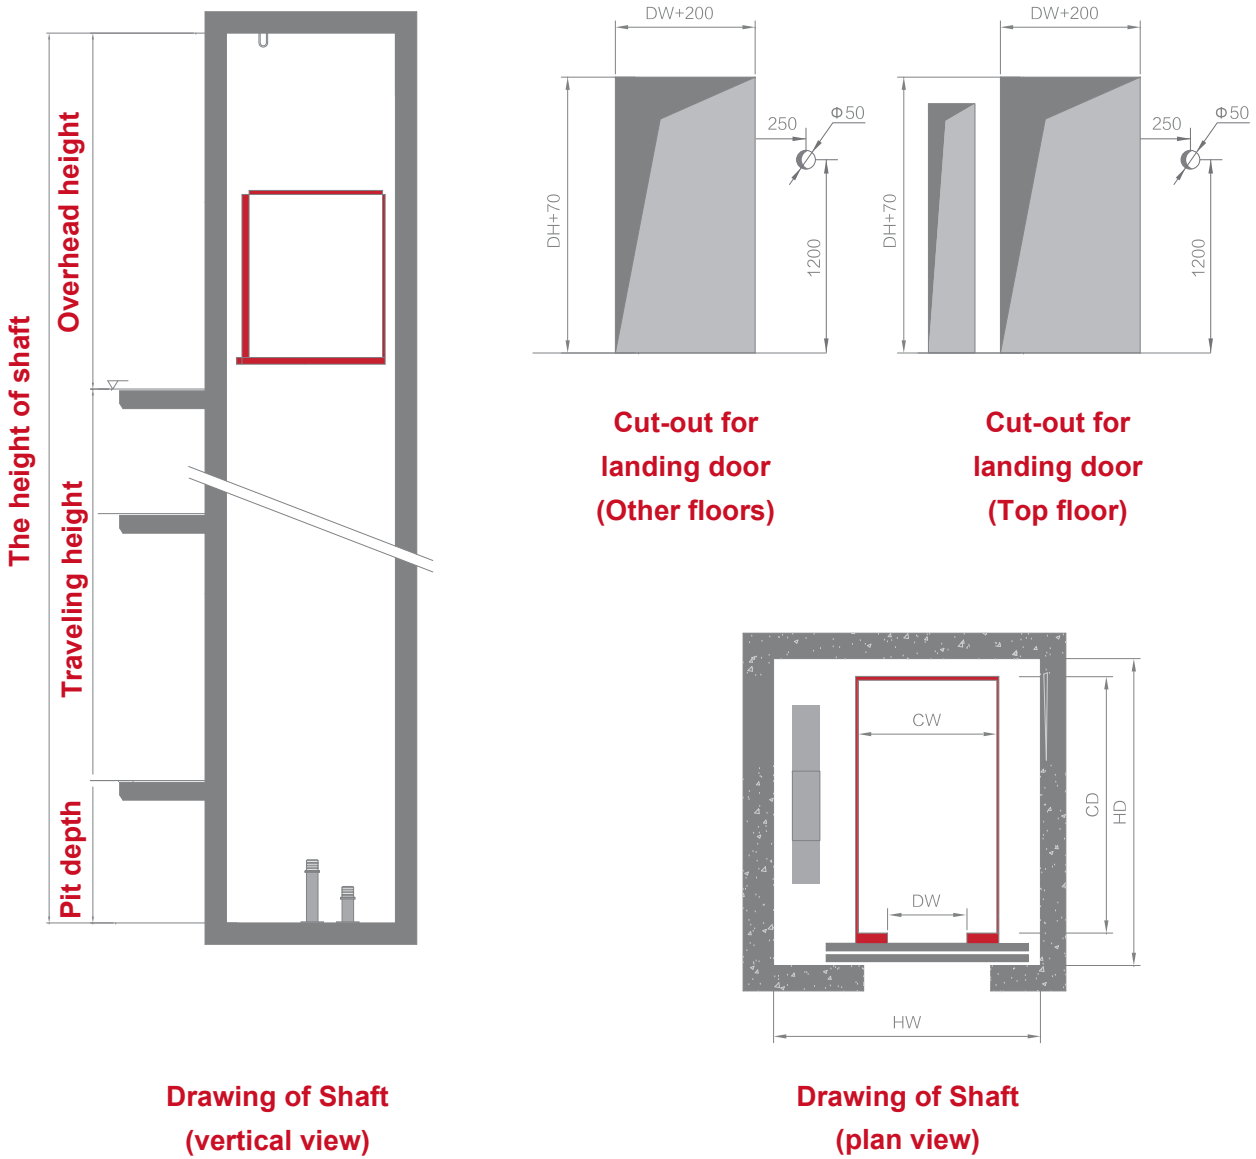 The height of shaft
Overhead height
Traveling height
Pit depth
DW+200
DH+70
250
Φ50
1200
Cut-out for
landing door
(Other floors)
DW+200
DH+70
250
Φ50
1200
Cut-out for
landing door
(Top floor)
CW
CD
HD
DW
HW
Drawing of Shaft
(vertical view)
Drawing of Shaft
(plan view)